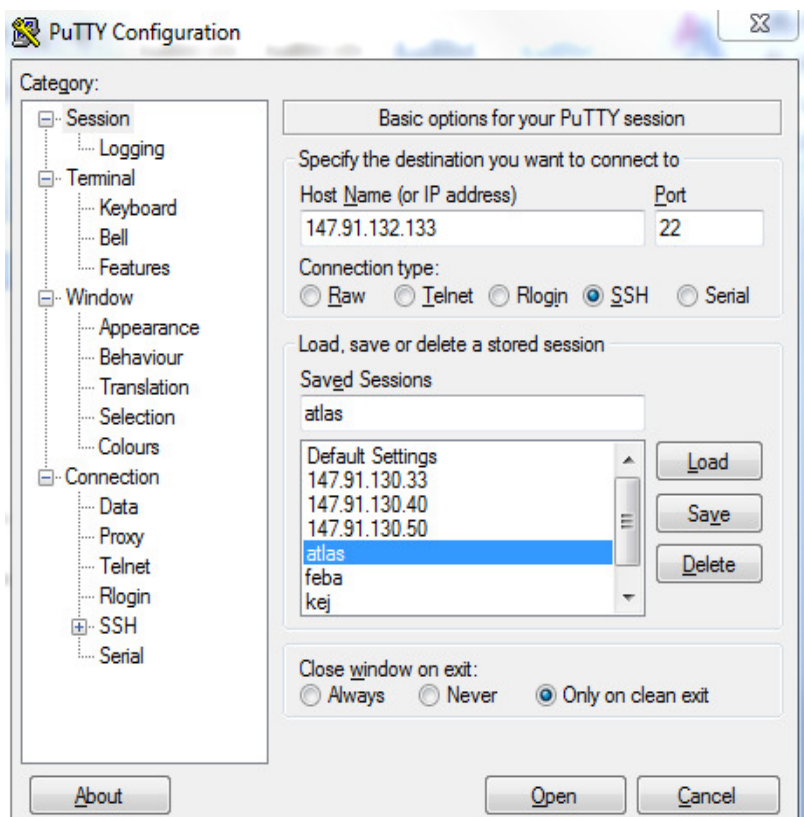 PuTTY Configuration
Category:
Session
Logging
Terminal
Keyboard
Bell
Features
Window
Appearance
Behaviour
Translation
Selection
Colours
Connection
Data
Proxy
Telnet
Rlogin
SSH
Serial
Basic options for your PuTTY session
Specify the destination you want to connect to
Host Name (or IP address) Port
147.91.132.133 22
Connection type:
Raw Telnet Rlogin SSH Serial
Load, save or delete a stored session
Saved Sessions
atlas
Default Settings
147.91.130.33
147.91.130.40
147.91.130.50
atlas
feba
kej
Load
Save
Delete
Close window on exit:
Always Never Only on clean exit
About Open Cancel